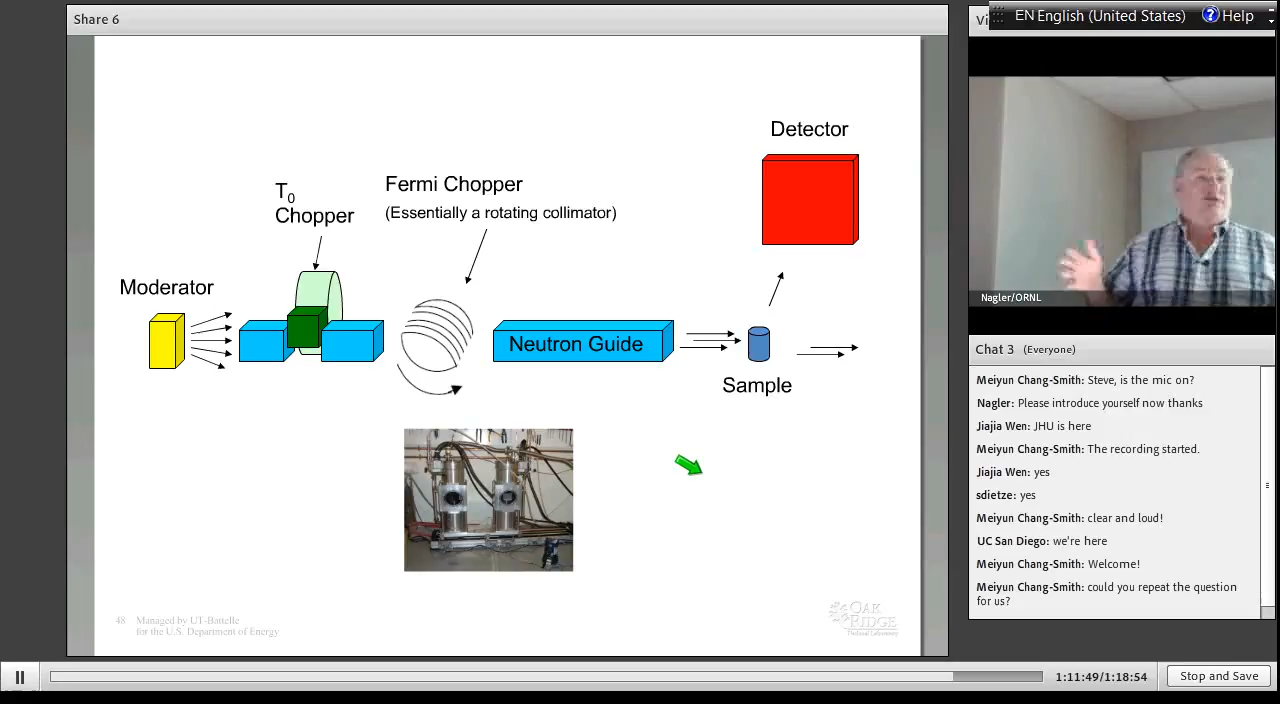 Share 6
Vi
EN English (United States) Help
Detector
T0
Chopper
Fermi Chopper
(Essentially a rotating collimator)
Moderator
Neutron Guide
Sample
48 Managed by UT-Battelle
for the U.S. Department of Energy
OAK
RIDGE
National Laboratory
Nagler/ORNL
Chat 3 (Everyone)
Meiyun Chang-Smith: Steve, is the mic on?
Nagler: Please introduce yourself now thanks
Jiajia Wen: JHU is here
Meiyun Chang-Smith: The recording started.
Jiajia Wen: yes
sdietze: yes
Meiyun Chang-Smith: clear and loud!
UC San Diego: we're here
Meiyun Chang-Smith: Welcome!
Meiyun Chang-Smith: could you repeat the question
for us?
1:11:49/1:18:54
Stop and Save